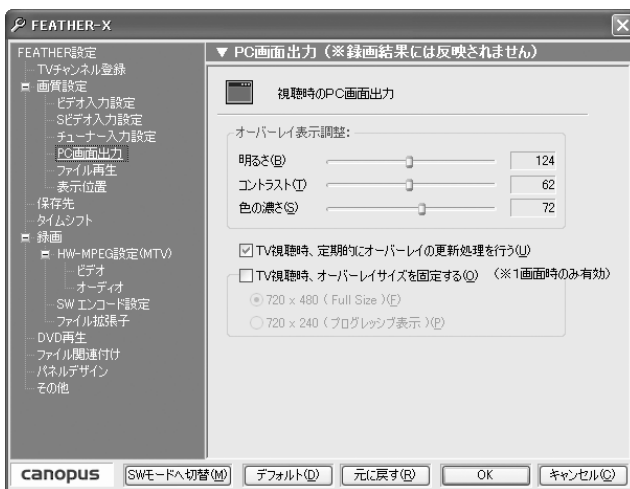 FEATHER-X
FEATHER設定
TVチャンネル登録
画質設定
ビデオ入力設定
Sビデオ入力設定
チューナー入力設定
PC画面出力
ファイル再生
表示位置
保存先
タイムシフト
録画
HW-MPEG設定(MTV)
ビデオ
オーディオ
SW エンコード設定
ファイル拡張子
DVD再生
ファイル関連付け
パネルデザイン
その他
▼ PC画面出力 (※録画結果には反映されません)
視聴時のPC画面出力
オーバーレイ表示調整:
明るさ(B) 124
コントラスト(T) 62
色の濃さ(S) 72
TV視聴時、定期的にオーバーレイの更新処理を行う(U)
TV視聴時、オーバーレイサイズを固定する(O) (※1画面時のみ有効)
720 x 480 ( Full Size )(F)
720 x 240 ( プログレッシブ表示 )(P)
canopus SWモードへ切替(M) デフォルト(D) 元に戻す(R) OK キャンセル(C)